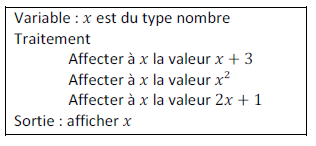 Variable : x est du type nombre
Traitement
Affecter à x la valeur x + 3
Affecter à x la valeur x²
Affecter à x la valeur 2x + 1
Sortie : afficher x